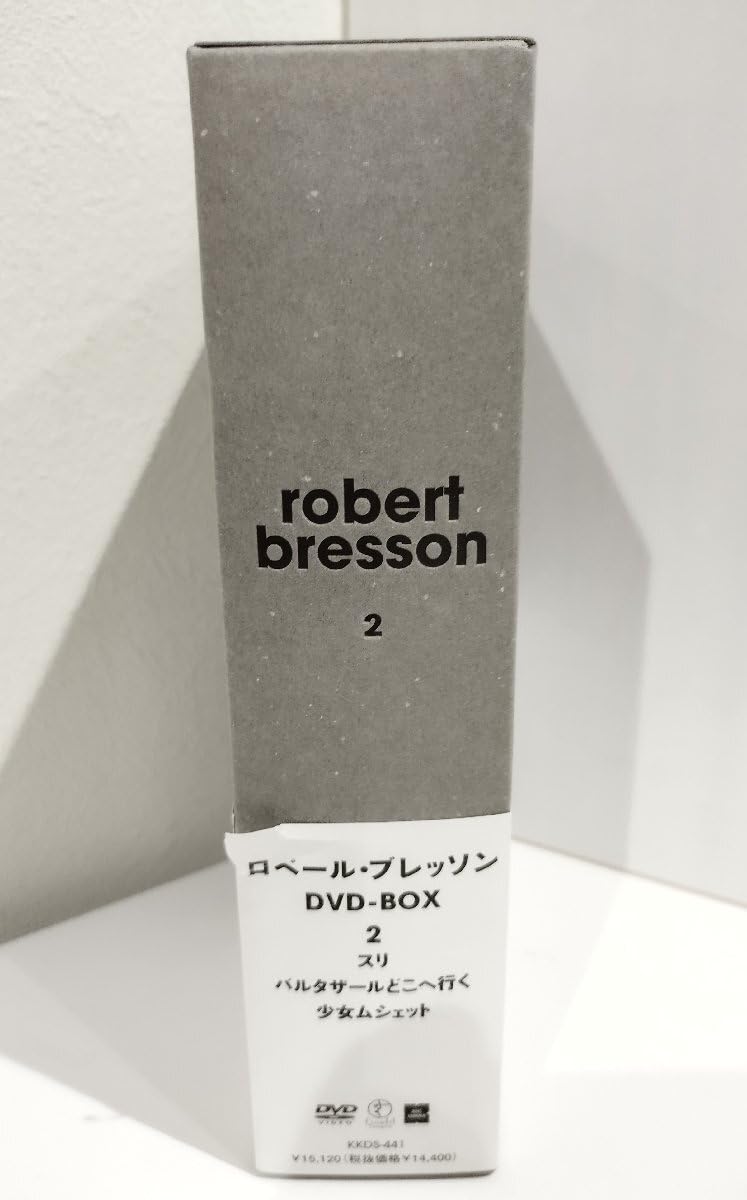 robert
bresson
2
ロベール・ブレッソン
DVD-BOX
2
スリ
バルタザールどこへ行く
少女ムシェット
DVD
VIDEO
KKDS-441
¥15,120(税抜価格¥14,400)